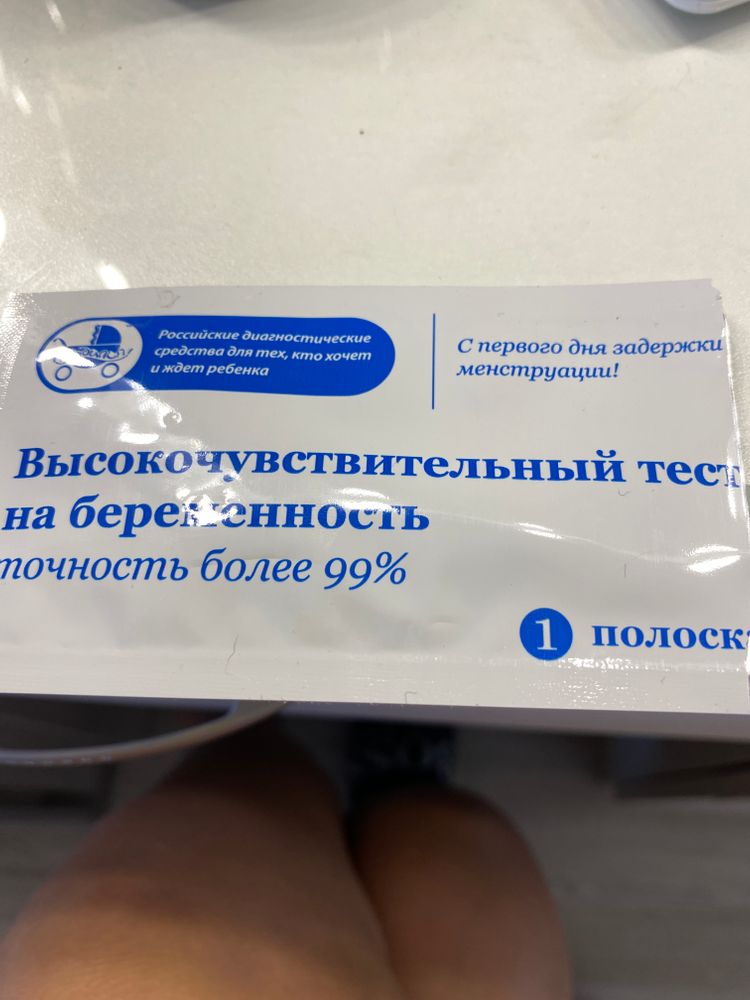 Российские диагностические
средства для тех, кто хочет
и ждет ребенка
С первого дня задержки
менструации!
Высокочувствительный тест
на беременность
точность более 99%
1 полоск